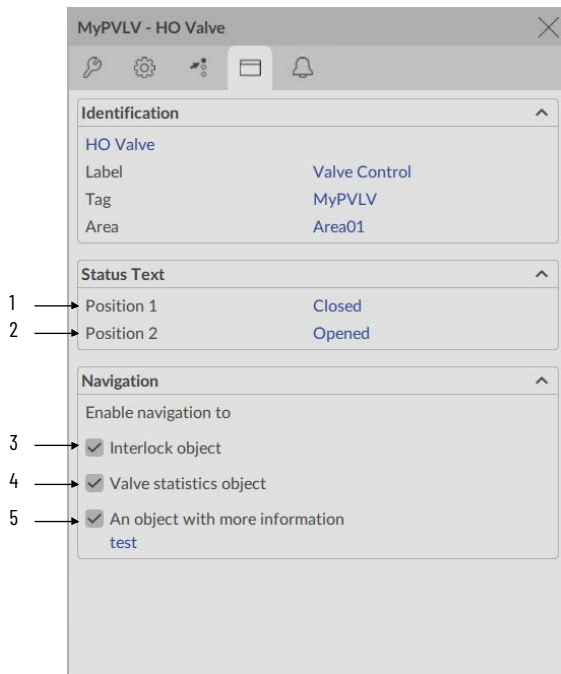 MyPVLV - HO Valve
Identification
HO Valve
Label Valve Control
Tag MyPVLV
Area Area01
Status Text
1 Position 1 Closed
2 Position 2 Opened
Navigation
Enable navigation to
3 Interlock object
4 Valve statistics object
5 An object with more information
test